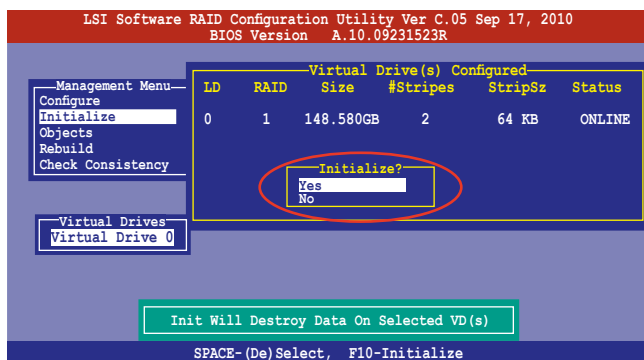 LSI Software RAID Configuration Utility Ver C.05 Sep 17, 2010
BIOS Version A.10.09231523R
Virtual Drive(s) Configured
LD RAID Size #Stripes StripSz Status
0 1 148.580GB 2 64 KB ONLINE
Management Menu
Configure
Initialize
Objects
Rebuild
Check Consistency
Initialize?
Yes
No
Virtual Drives
Virtual Drive 0
Init Will Destroy Data On Selected VD(s)
SPACE-(De)Select, F10-Initialize